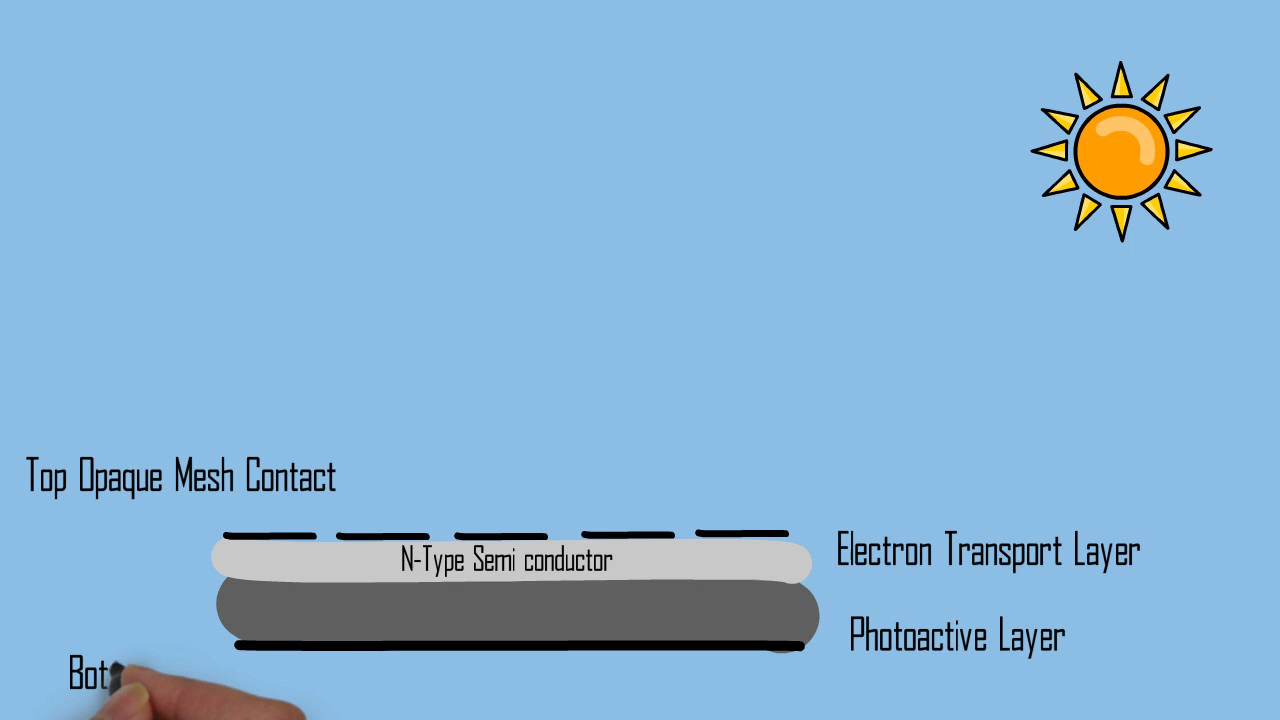 Top Opaque Mesh Contact
Electron Transport Layer
N-Type Semi conductor
Photoactive Layer
Bot